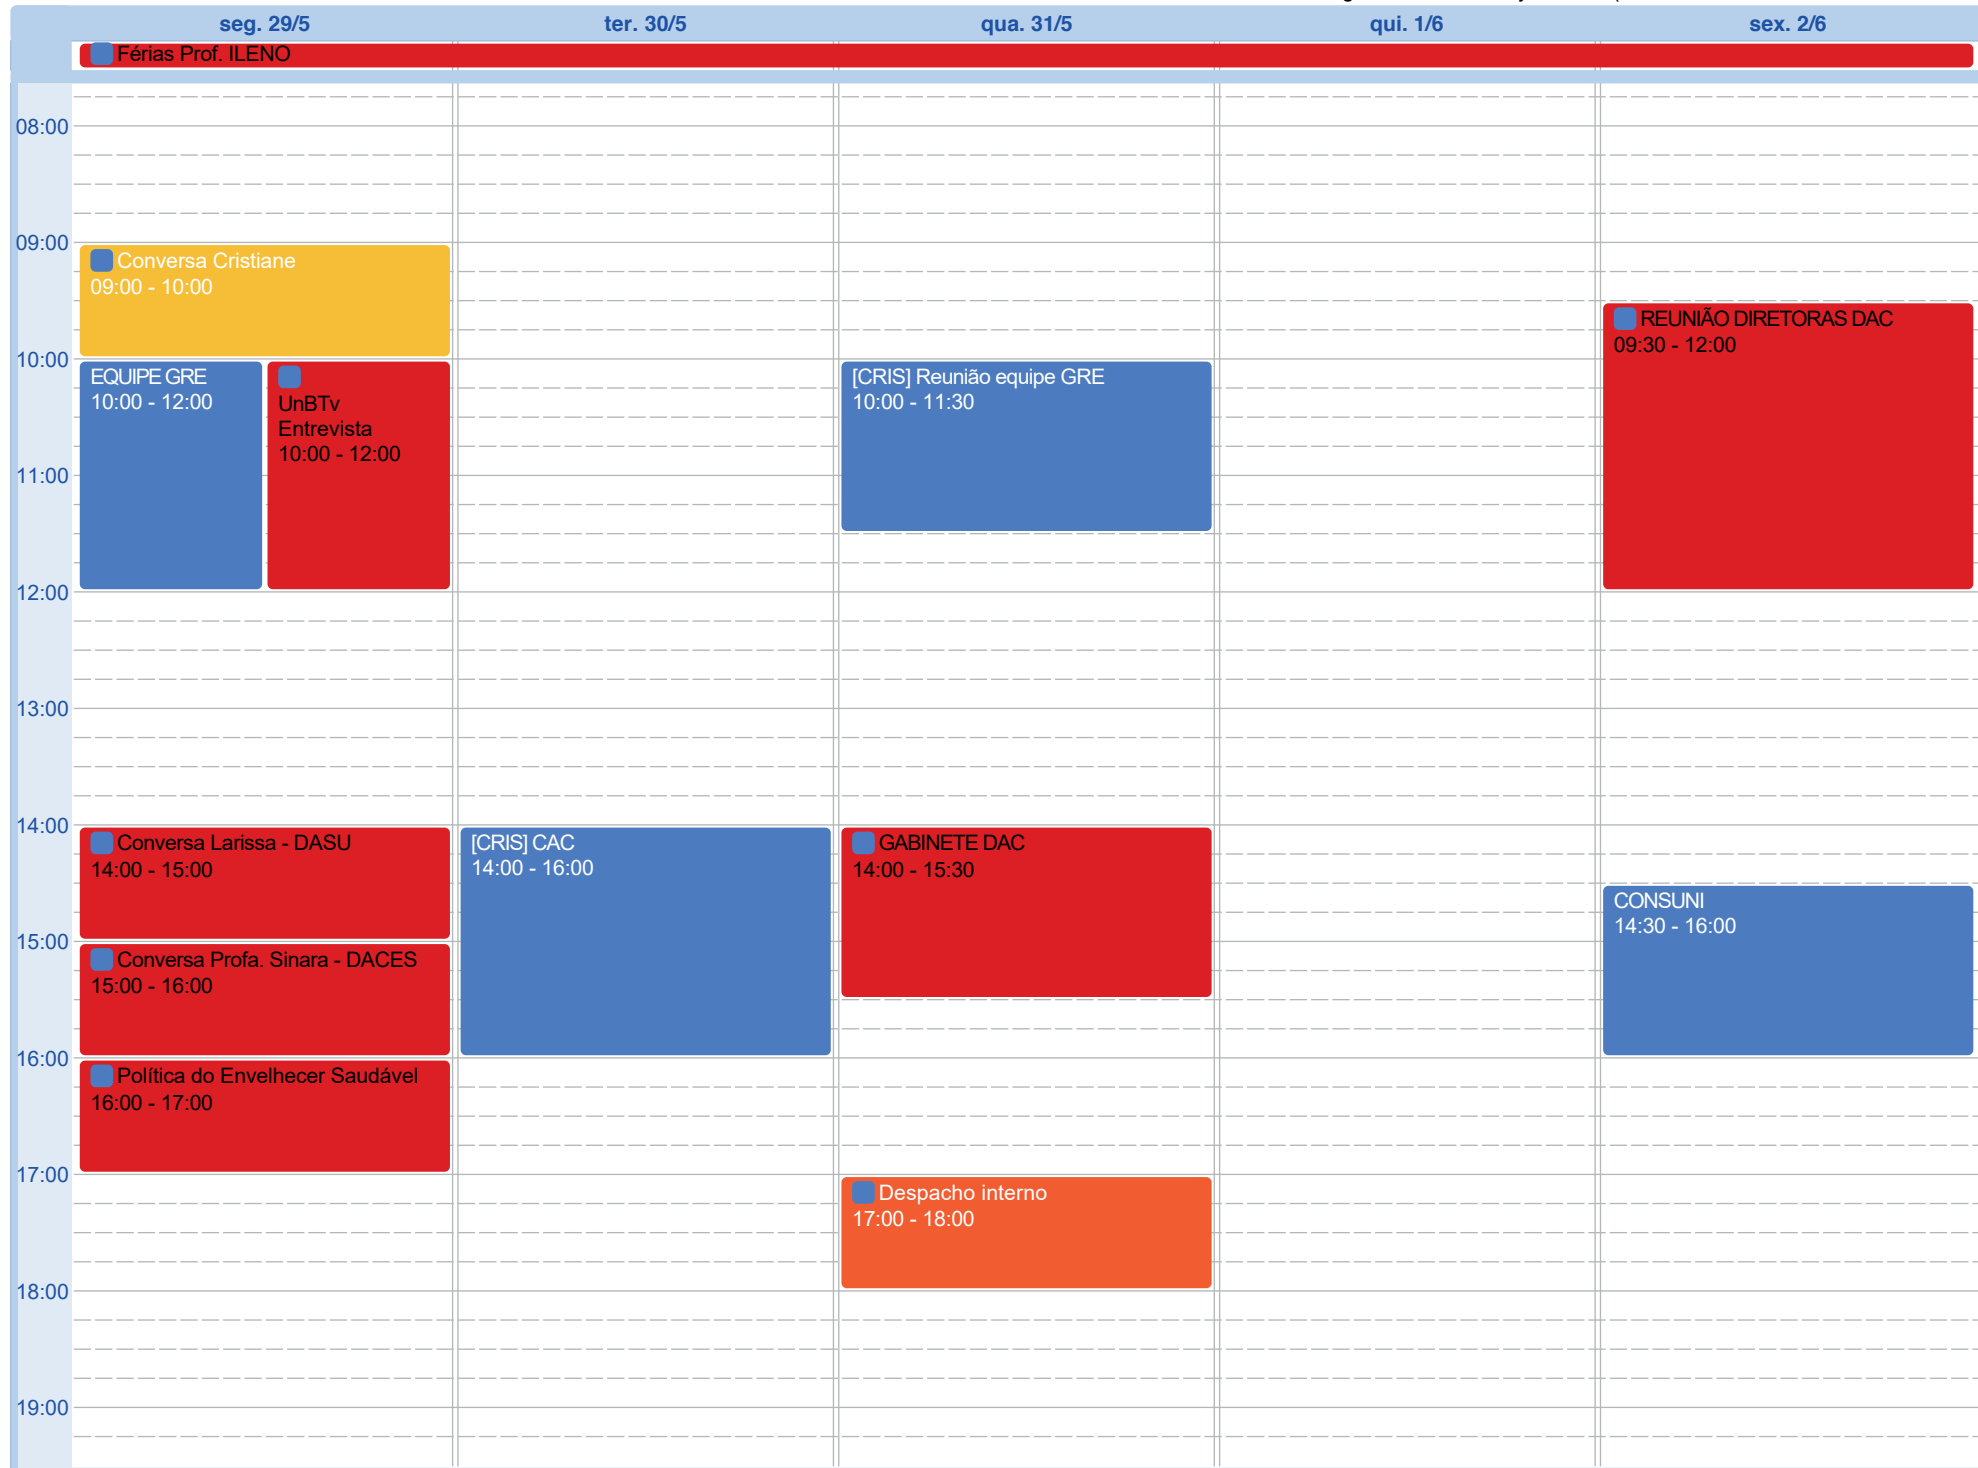 seg. 29/5
ter. 30/5
qua. 31/5
qui. 1/6
sex. 2/6
Férias Prof. ILENO
08:00
09:00
Conversa Cristiane
09:00 - 10:00
REUNIÃO DIRETORAS DAC
09:30 - 12:00
10:00
EQUIPE GRE
10:00 - 12:00
UnBTv
Entrevista
10:00 - 12:00
[CRIS] Reunião equipe GRE
10:00 - 11:30
11:00
12:00
13:00
14:00
Conversa Larissa - DASU
14:00 - 15:00
[CRIS] CAC
14:00 - 16:00
GABINETE DAC
14:00 - 15:30
CONSUNI
14:30 - 16:00
15:00
Conversa Profa. Sinara - DACES
15:00 - 16:00
16:00
Política do Envelhecer Saudável
16:00 - 17:00
17:00
Despacho interno
17:00 - 18:00
18:00
19:00